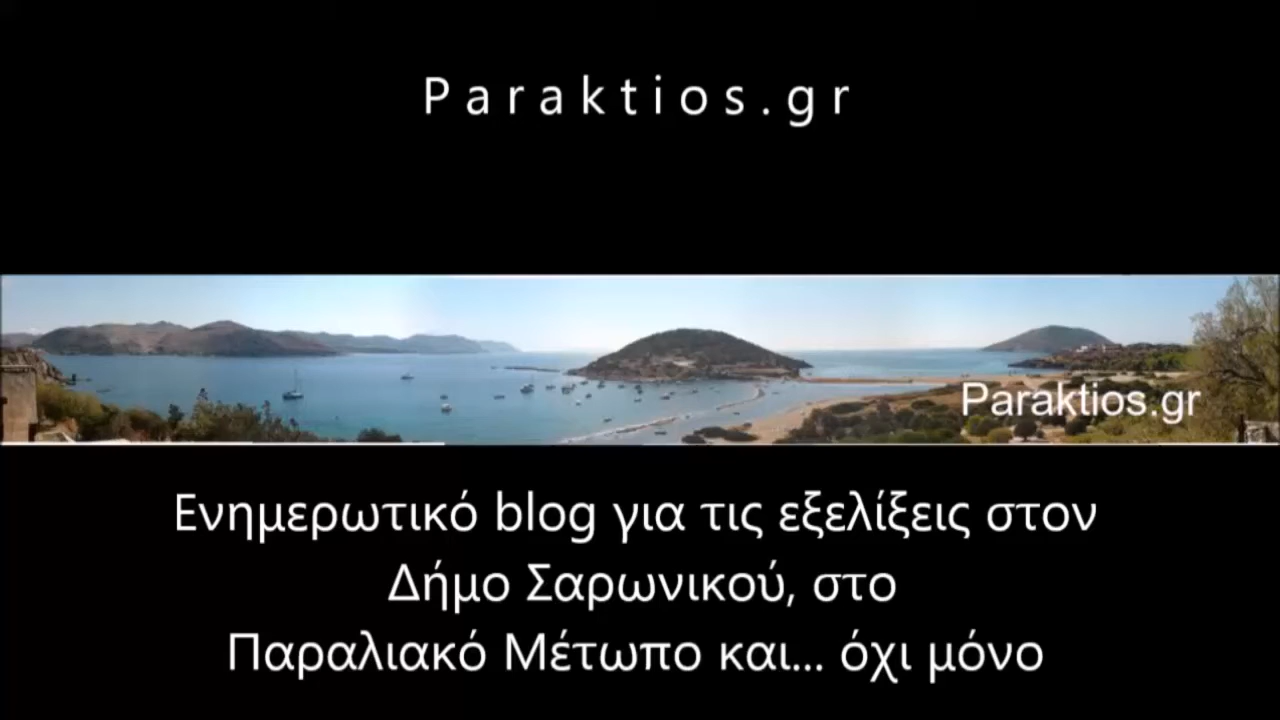 Paraktios.gr
Paraktios.gr
Ενημερωτικό blog για τις εξελίξεις στον
Δήμο Σαρωνικού, στο
Παραλιακό Μέτωπο και... όχι μόνο